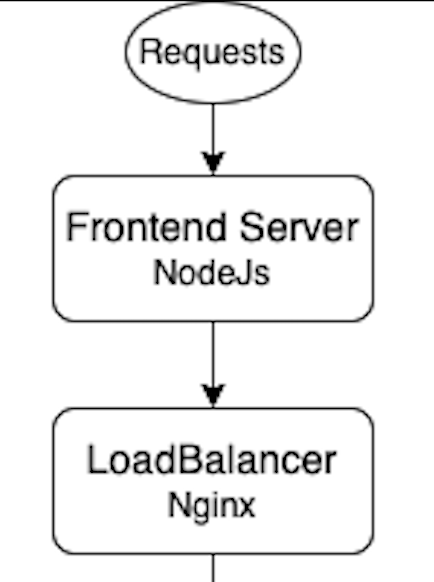 Requests
Frontend Server
NodeJs
LoadBalancer
Nginx